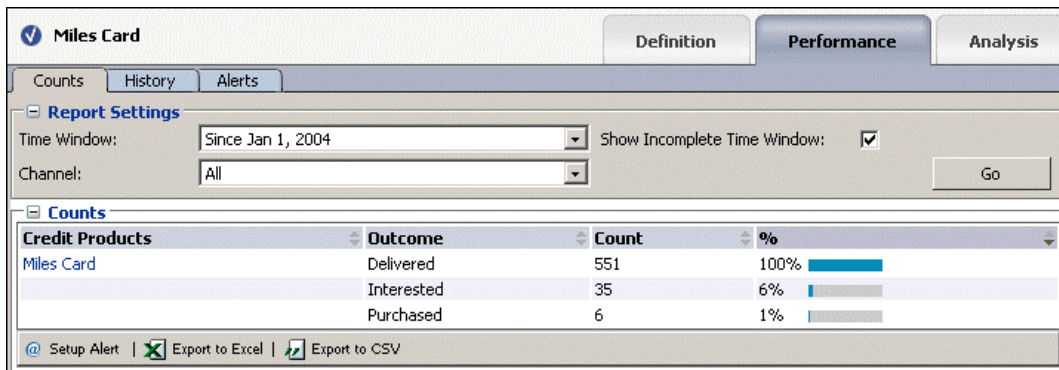 Miles Card
Definition Performance Analysis
Counts History Alerts
Report Settings
Time Window: Since Jan 1, 2004 Show Incomplete Time Window:
Channel: All Go
Counts
Credit Products Outcome Count %
Miles Card Delivered 551 100%
Interested 35 6%
Purchased 6 1%
@ Setup Alert | Export to Excel | Export to CSV